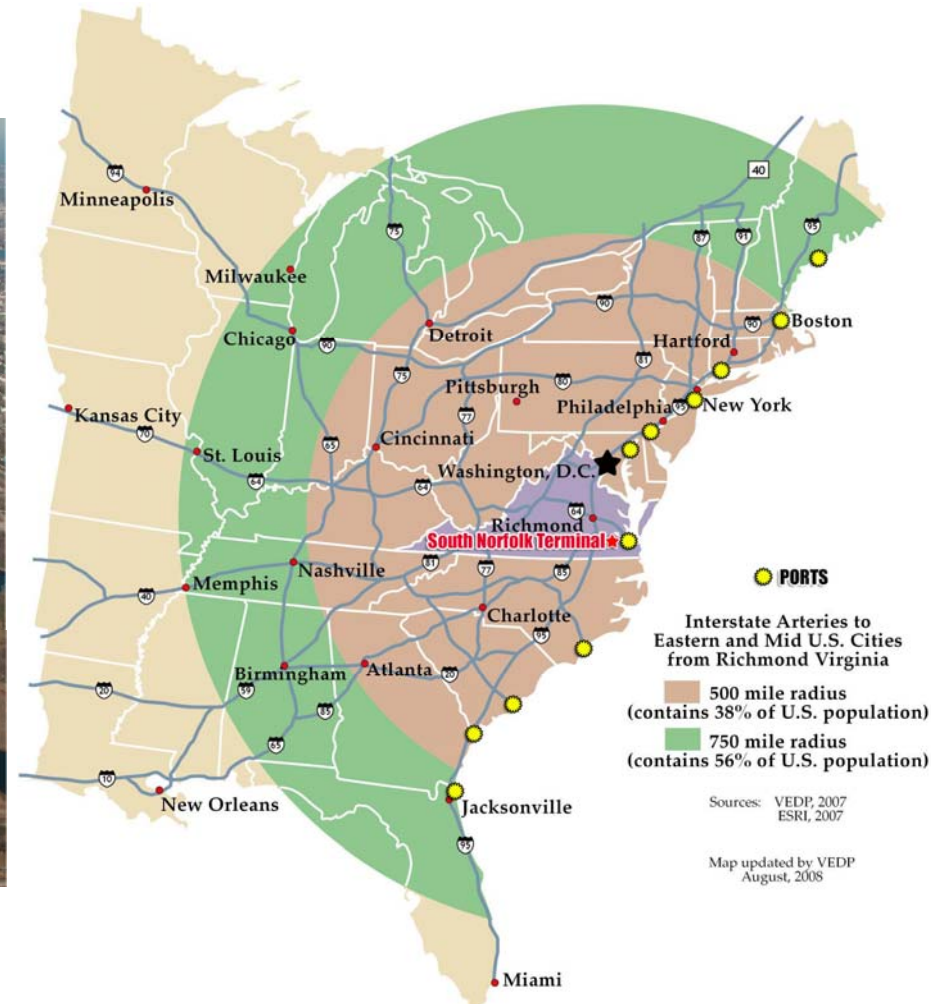 40
94
Minneapolis
75
87
91
95
Milwaukee
90
Chicago
Detroit
90
Boston
90
Hartford
81
75
80
Pittsburgh
77
Philadelphia
95
New York
Kansas City
70
65
Cincinnati
St. Louis
64
Washington, D.C.
64
64
Richmond
South Norfolk Terminal
81
77
85
Nashville
Memphis
40
PORTS
Charlotte
95
Interstate Arteries to
Eastern and Mid U.S. Cities
from Richmond Virginia
Birmingham
Atlanta
20
20
59
85
65
500 mile radius
(contains 38% of U.S. population)
750 mile radius
(contains 56% of U.S. population)
10
New Orleans
Jacksonville
95
Sources: VEDP, 2007
ESRI, 2007
Map updated by VEDP
August, 2008
Miami